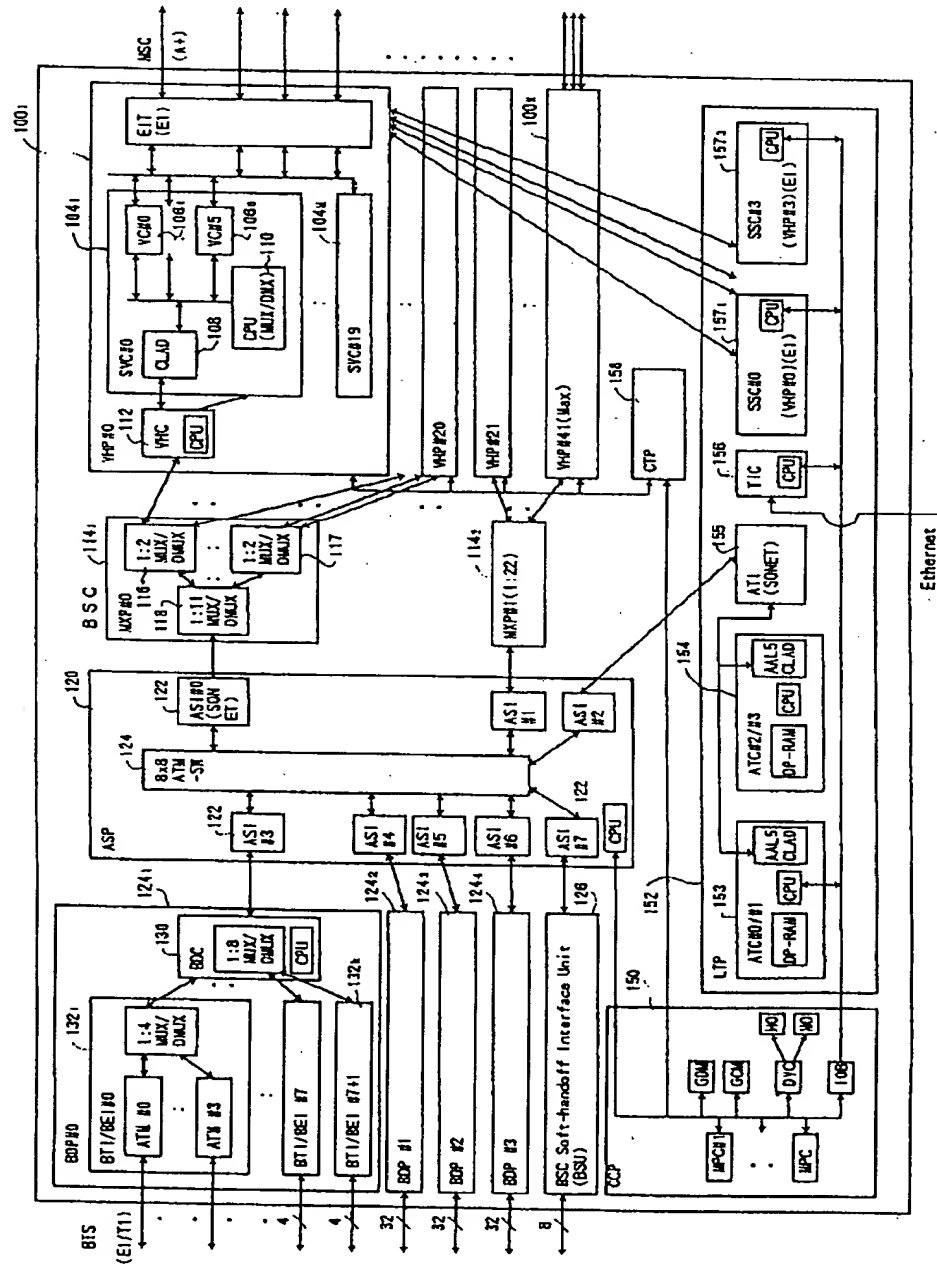 BTS
(E1/T1)
4
4
32
32
32
8
124₁
BDP#0
132₁
BTI/BEI#0
ATM #0
ATM #3
1:4
MUX/
DMUX
130
BDC
1:8
MUX/
DMUX
CPU
BTI/BEI #7
132k
BTI/BEI #7+1
124₂
BDP #1
124₃
BDP #2
124₄
BDP #3
126
BSC Soft-handoff Interface Unit
(BSU)
120
ASP
122
ASI
#3
124
8x8
ATM
-SW
122
ASI#0
(SON
ET)
ASI
#4
ASI
#5
ASI
#6
122
ASI
#7
CPU
ASI
#1
ASI
#2
BSC
114₁
MXP#0
116
1:2
MUX/
DMUX
118
1:11
MUX/
DMUX
1:2
MUX/
DMUX
117
114₂
MXP#1(1:22)
100₁
VHP#0
112
VHC
CPU
104₁
SVC#0
CLAD
108
VC#0
106₁
VC#5
106₆
110
CPU
(MUX/DMX)
104k
SVC#19
EIT
(E1)
MSC
(A+)
VHP#20
VHP#21
100k
VHP#41(Max)
158
CTP
150
CCP
MPC#1
MPC
GDM
GCM
DYC
MO
MO
IOB
152
LTP
153
ATC#0/#1
DP-RAM
CPU
AAL5
CLAD
154
ATC#2/#3
DP-RAM
CPU
AAL5
CLAD
155
ATI
(SONET)
156
TIC
CPU
157₁
SSC#0
CPU
(VHP#0)(E1)
SSC#3
CPU
(VHP#3)(E1)
Ethernet